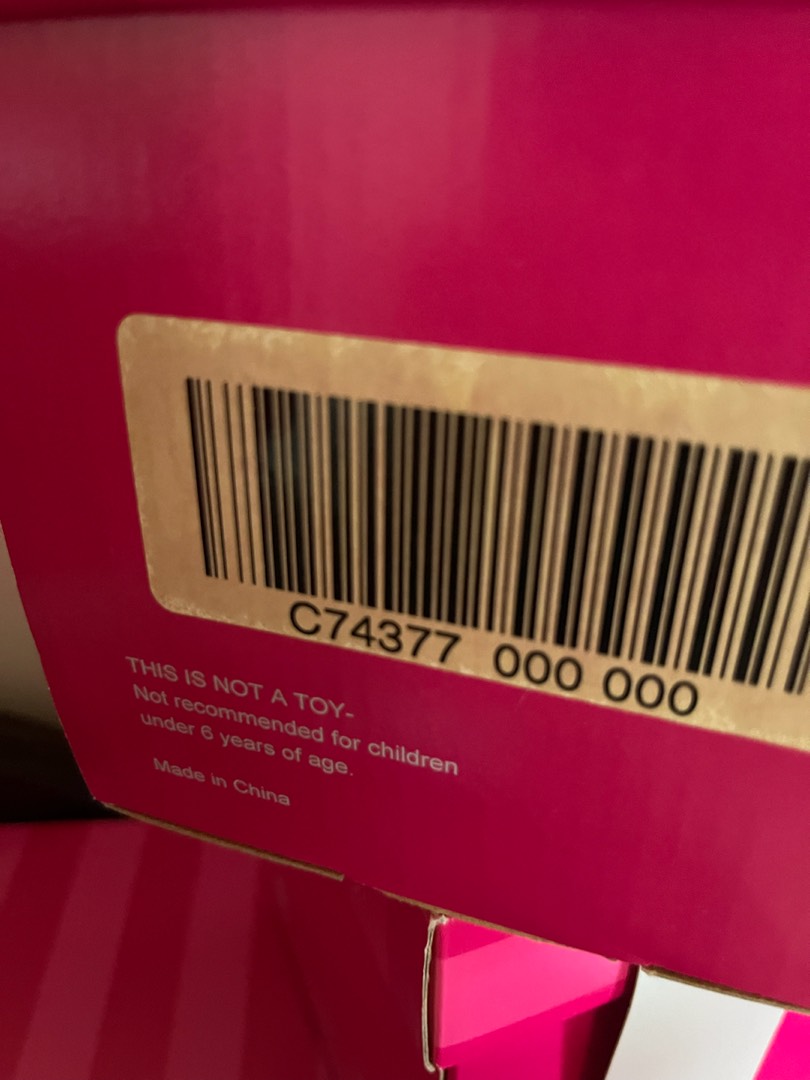 C74377 000 000
THIS IS NOT A TOY-
Not recommended for children
under 6 years of age.
Made in China